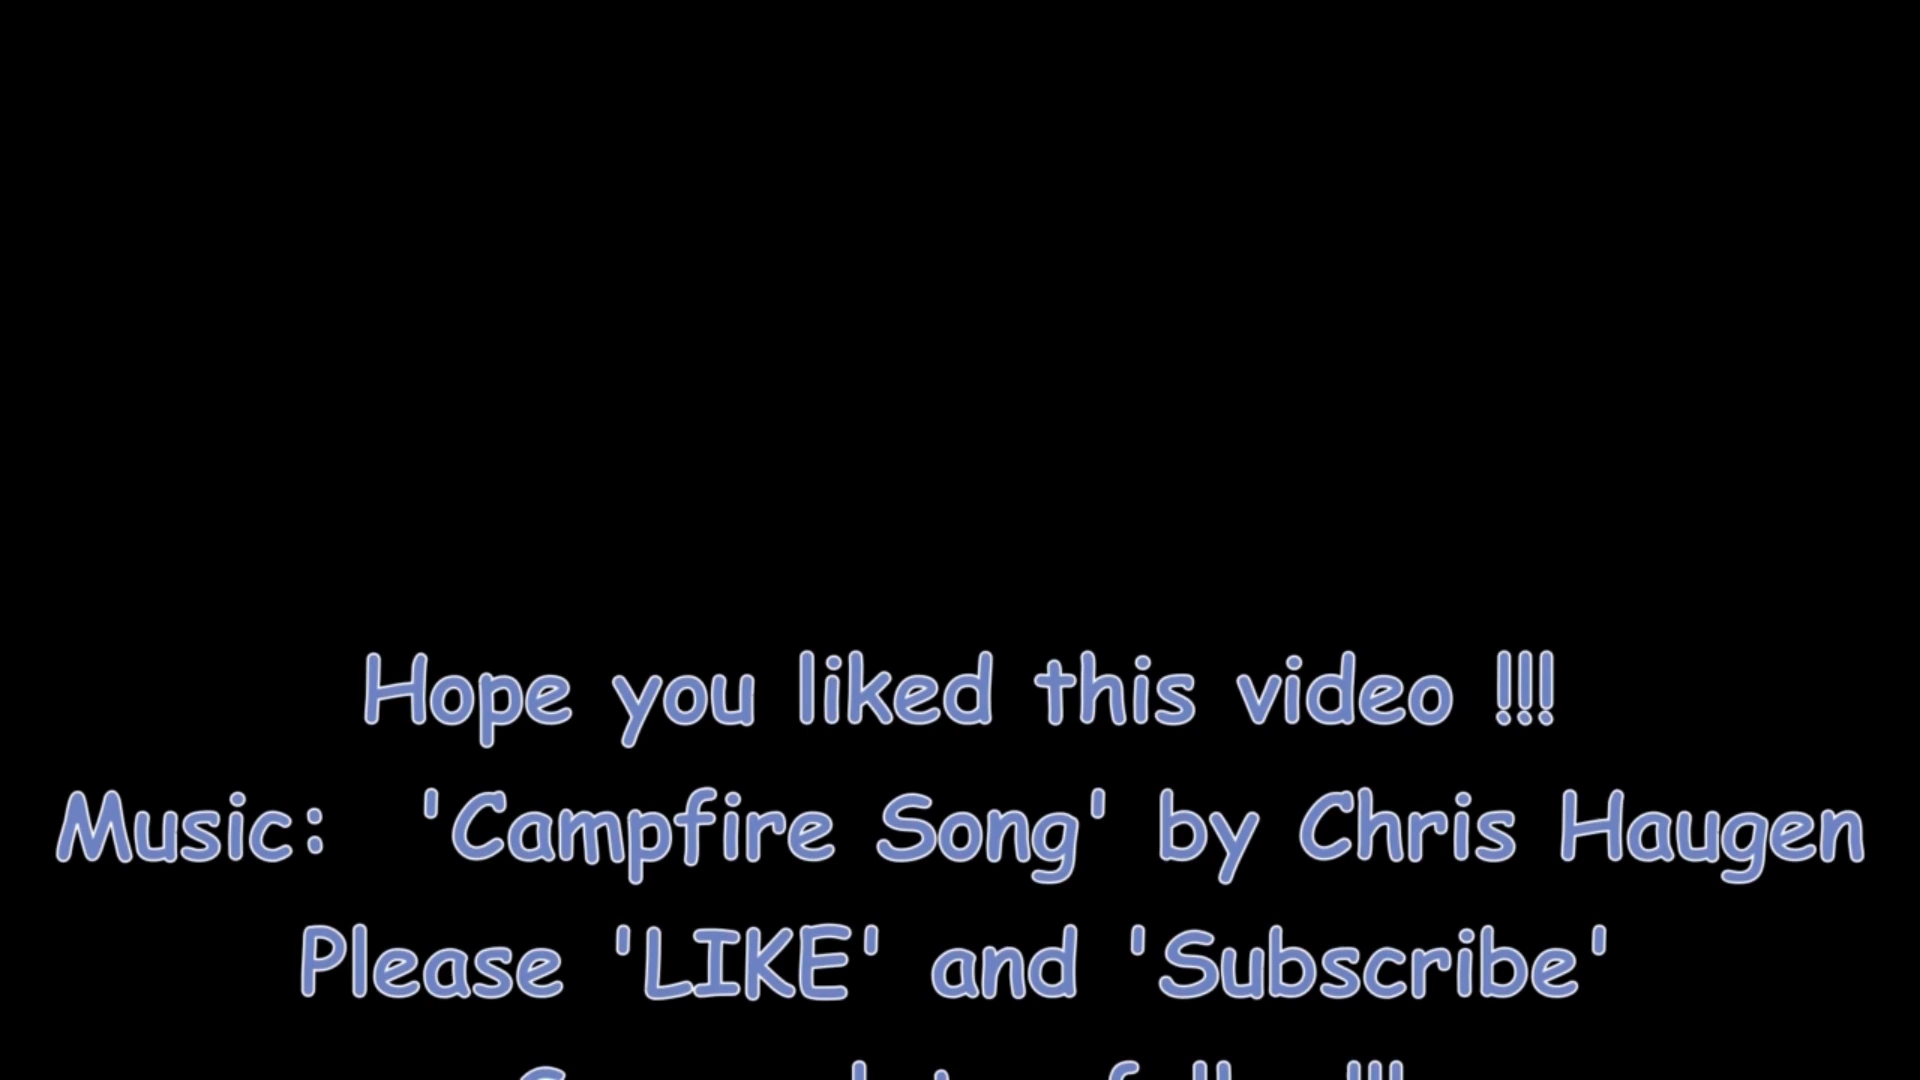 Hope you liked this video !!!
Music: 'Campfire Song' by Chris Haugen
Please 'LIKE' and 'Subscribe'